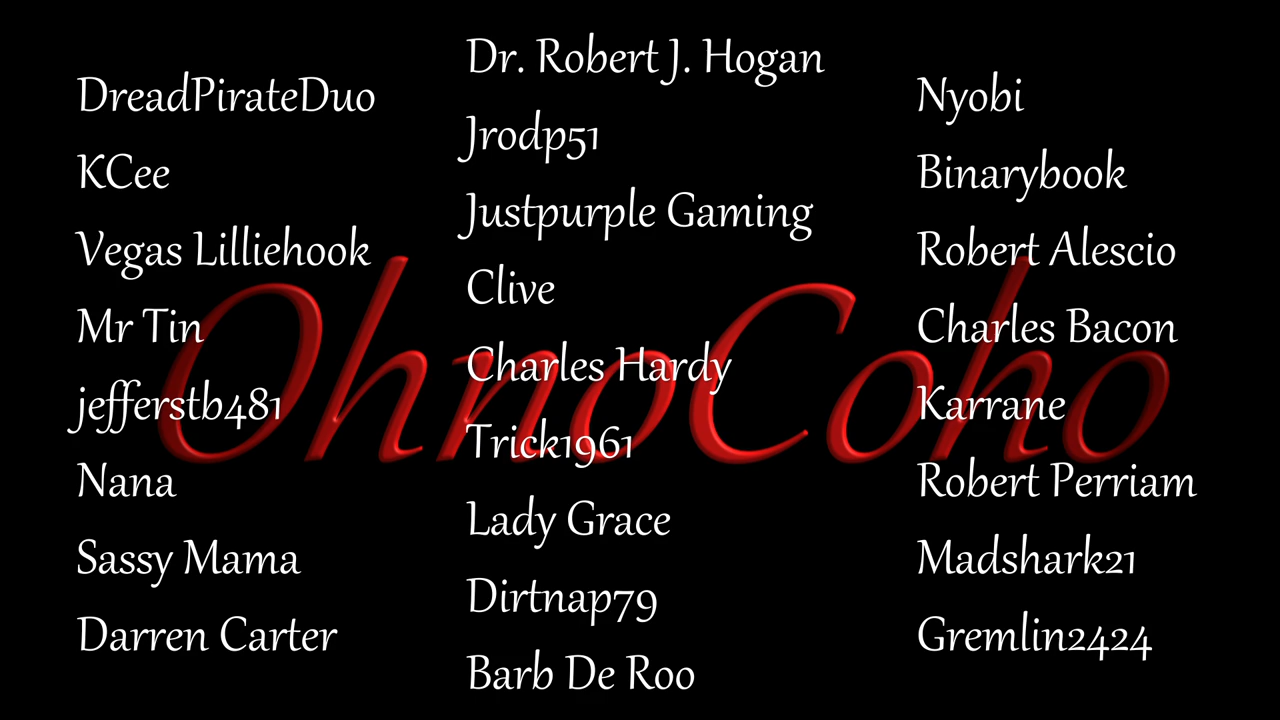 DreadPirateDuo
KCee
Vegas Lilliehook
Mr Tin
jefferstb481
Nana
Sassy Mama
Darren Carter
Dr. Robert J. Hogan
Jrodp51
Justpurple Gaming
Clive
Charles Hardy
Trick1961
Lady Grace
Dirtnap79
Barb De Roo
Nyobi
Binarybook
Robert Alescio
Charles Bacon
Karrane
Robert Perriam
Madshark21
Gremlin2424
OhnoCoho